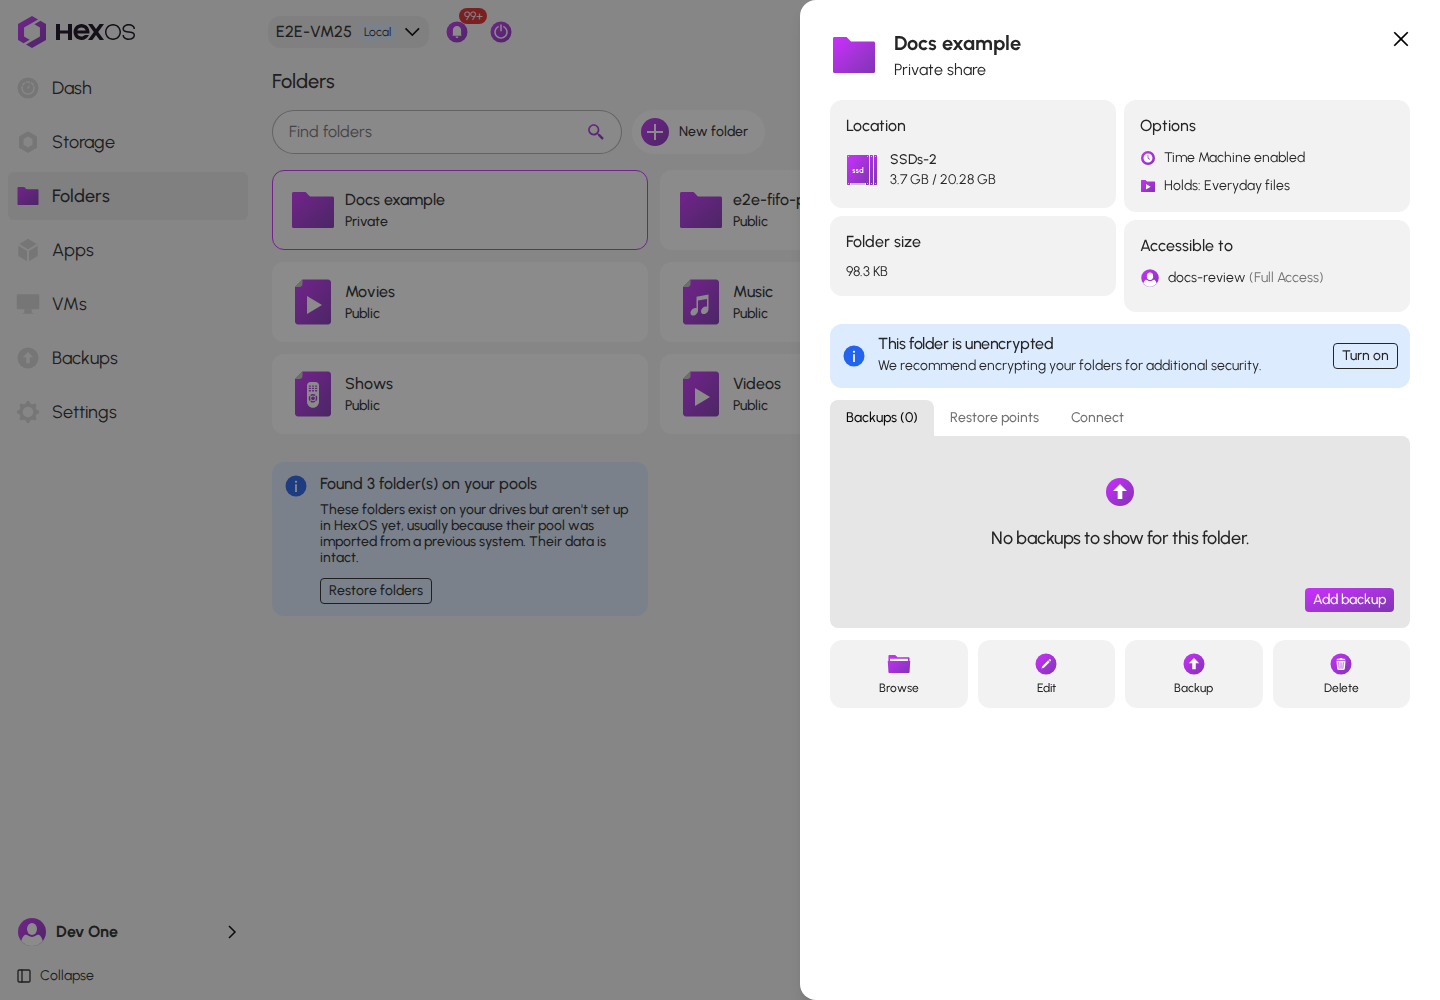 HEXOS
E2E-VM25
Local
99+
Dash
Storage
Folders
Apps
VMs
Backups
Settings
Dev One
Collapse
Folders
Find folders
New folder
Docs example
Private
e2e-fifo-p
Public
Movies
Public
Music
Public
Shows
Public
Videos
Public
Found 3 folder(s) on your pools
These folders exist on your drives but aren't set up
in HexOS yet, usually because their pool was
imported from a previous system. Their data is
intact.
Restore folders
Docs example
Private share
Location
ssd
SSDs-2
3.7 GB / 20.28 GB
Folder size
98.3 KB
Options
Time Machine enabled
Holds: Everyday files
Accessible to
docs-review (Full Access)
This folder is unencrypted
We recommend encrypting your folders for additional security.
Turn on
Backups (0)
Restore points
Connect
No backups to show for this folder.
Add backup
Browse
Edit
Backup
Delete